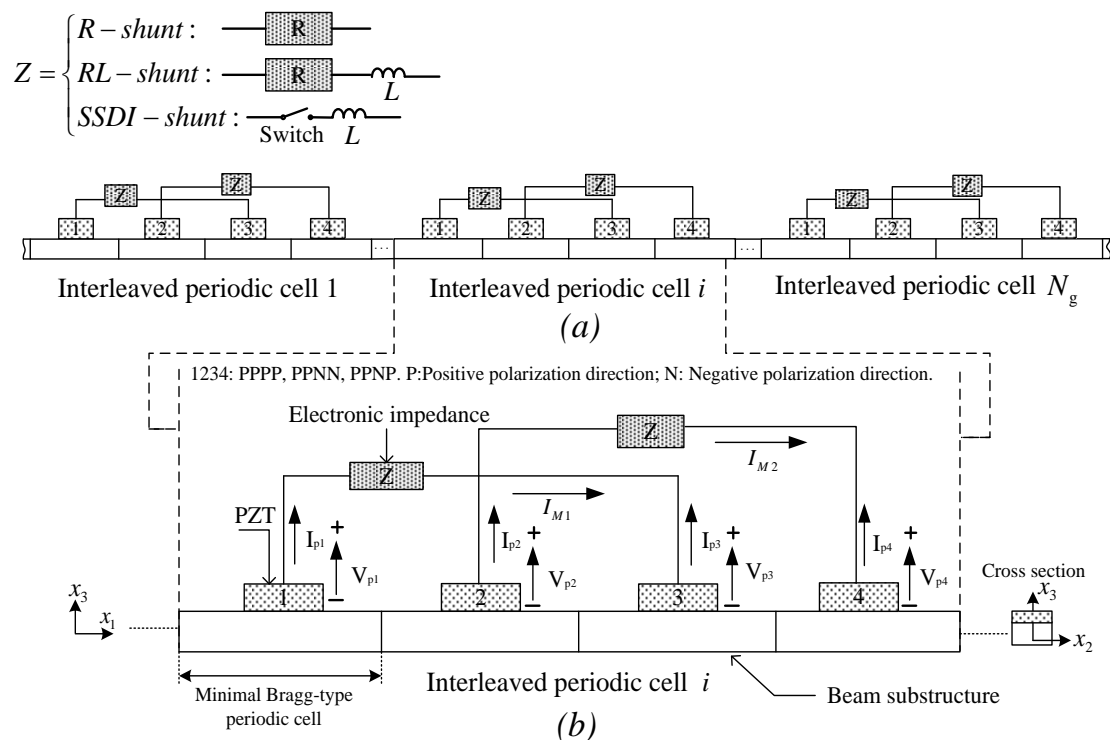 R - shunt : R
Z = RL - shunt : R L
SSDI - shunt : Switch L
Z Z Z Z Z Z
1 2 3 4 ... 1 2 3 4 ... 1 2 3 4
Interleaved periodic cell 1 Interleaved periodic cell i Interleaved periodic cell Ng
(a)
1234: PPPP, PPNN, PPNP. P:Positive polarization direction; N: Negative polarization direction.
Electronic impedance
Z
Z
IM2
IM1
PZT
Ip1 + Vp1 − Ip2 + Vp2 − Ip3 + Vp3 − Ip4 + Vp4 −
1 2 3 4
x3 x1
Cross section
x3
x2
Minimal Bragg-type
periodic cell
Interleaved periodic cell i
Beam substructure
(b)